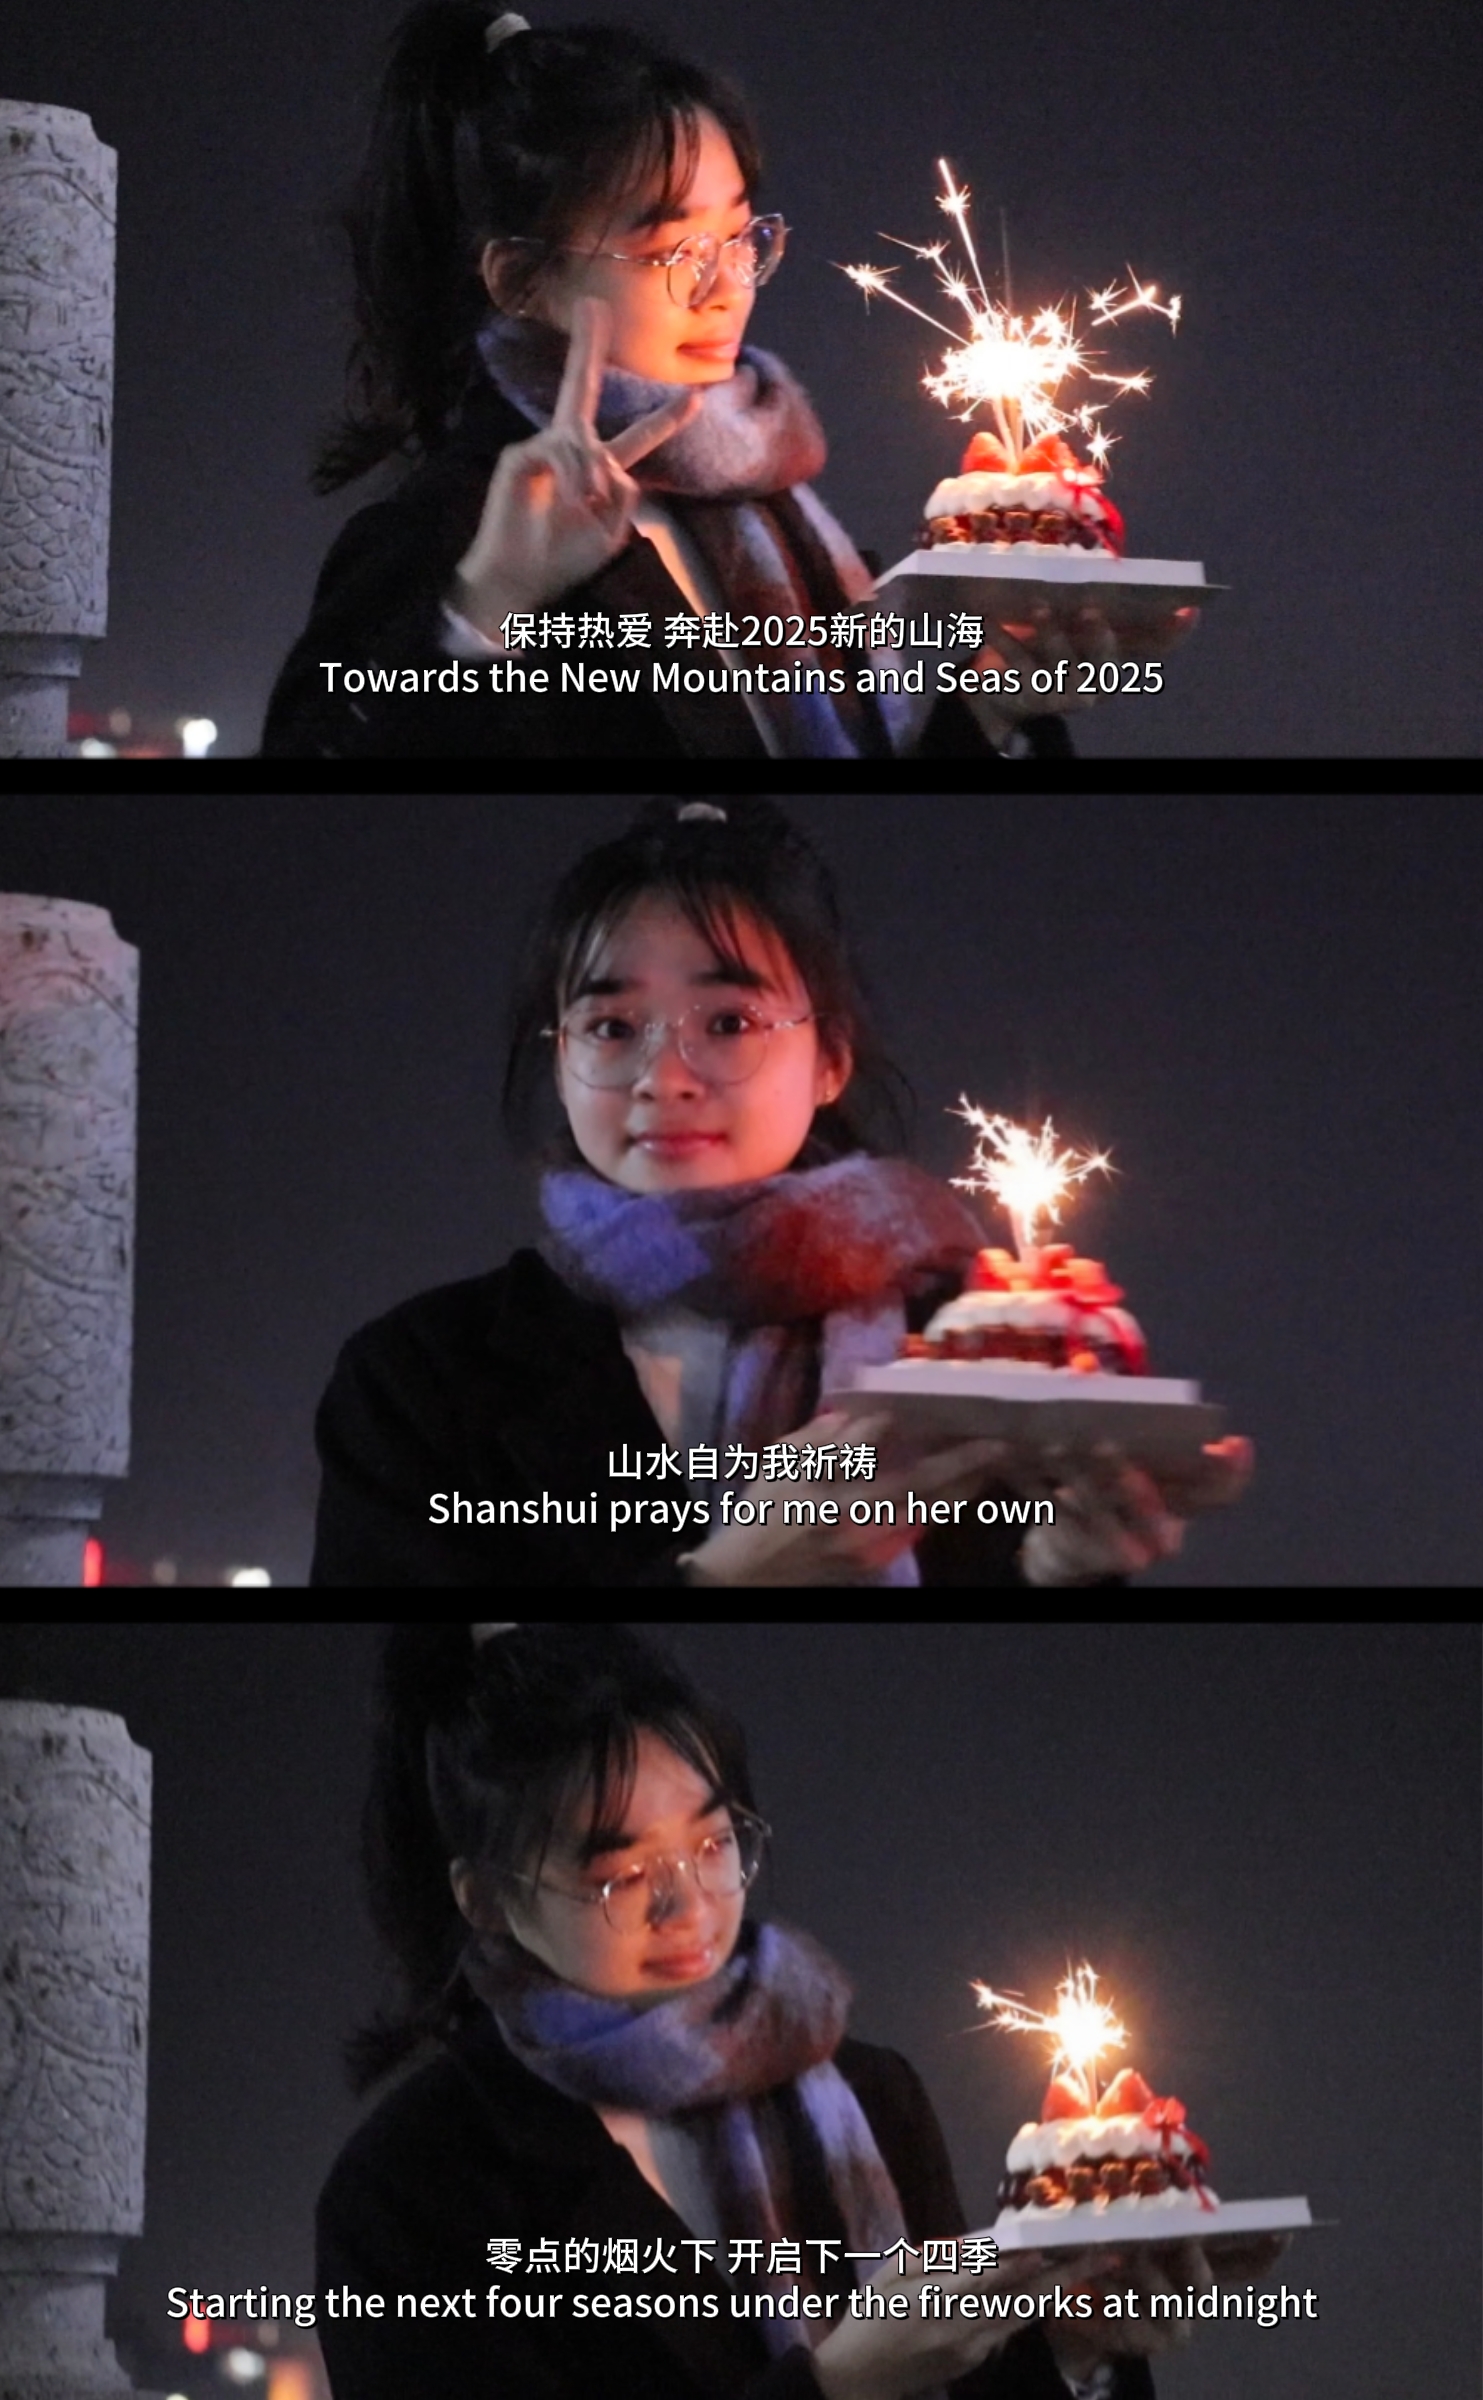 保持热爱 奔赴2025新的山海
Towards the New Mountains and Seas of 2025
山水自为我祈祷
Shanshui prays for me on her own
零点的烟火下 开启下一个四季
Starting the next four seasons under the fireworks at midnight